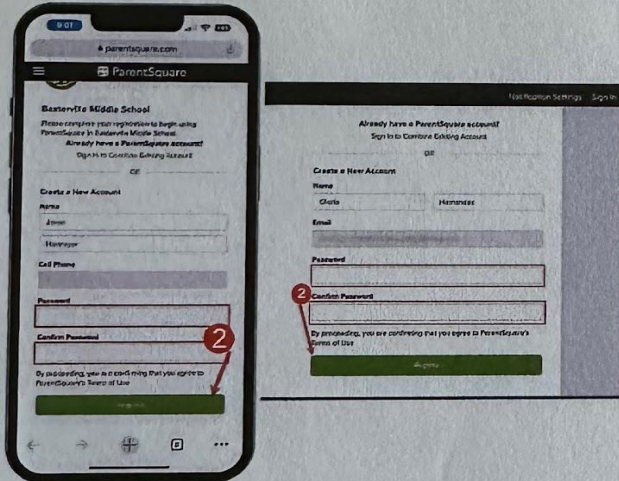 9:01
parentsquare.com
ParentSquare
Middle School
Please complete your registration to begin using
ParentSquare in Middle School.
Already have a ParentSquare account?
Sign In to Combine Existing Account
OR
Create a New Account
Name
Cell Phone
Password
Confirm Password
2
By proceeding, you are confirming that you agree to
ParentSquare's Terms of Use
Register
Notification Settings Sign In
Already have a ParentSquare account?
Sign In to Combine Existing Account
OR
Create a New Account
Name
Email
Password
2
Confirm Password
By proceeding, you are confirming that you agree to ParentSquare's
Terms of Use
Register